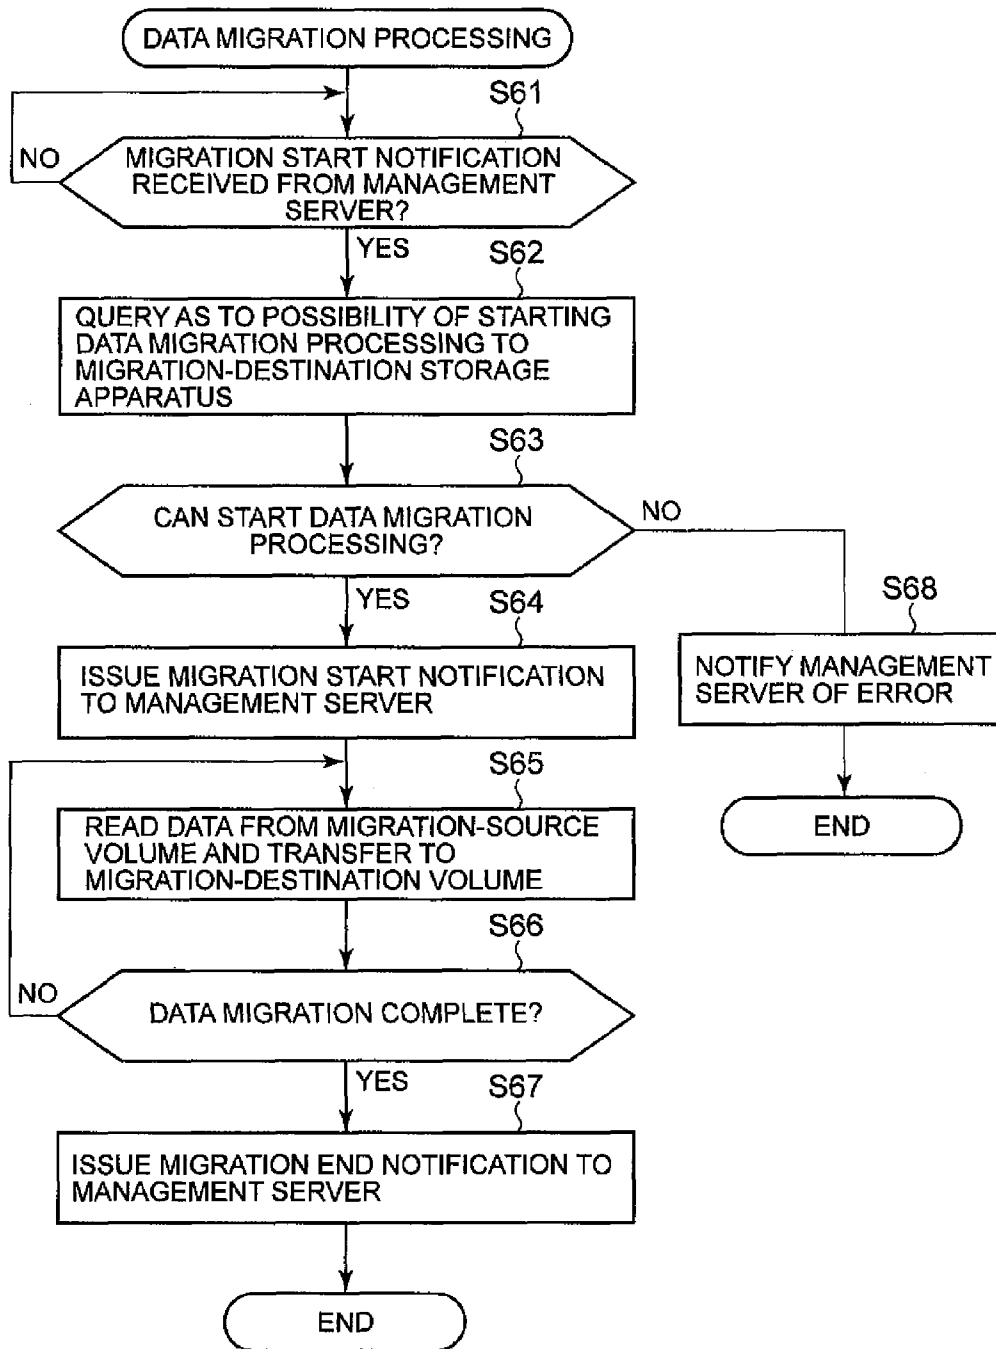 DATA MIGRATION PROCESSING
S61
NO
MIGRATION START NOTIFICATION
RECEIVED FROM MANAGEMENT
SERVER?
YES
S62
QUERY AS TO POSSIBILITY OF STARTING
DATA MIGRATION PROCESSING TO
MIGRATION-DESTINATION STORAGE
APPARATUS
S63
CAN START DATA MIGRATION
PROCESSING?
NO
YES
S64
S68
ISSUE MIGRATION START NOTIFICATION
TO MANAGEMENT SERVER
NOTIFY MANAGEMENT
SERVER OF ERROR
S65
READ DATA FROM MIGRATION-SOURCE
VOLUME AND TRANSFER TO
MIGRATION-DESTINATION VOLUME
END
S66
NO
DATA MIGRATION COMPLETE?
YES
S67
ISSUE MIGRATION END NOTIFICATION TO
MANAGEMENT SERVER
END